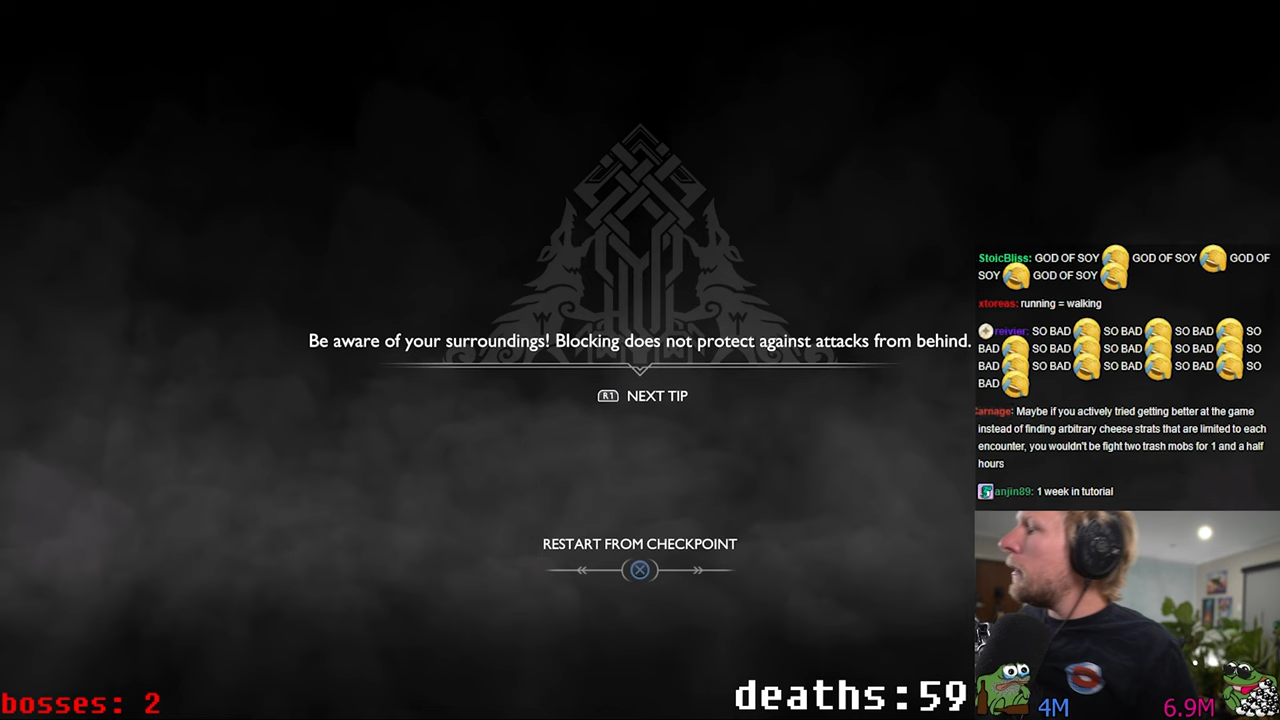 Be aware of your surroundings! Blocking does not protect against attacks from behind.
R1 NEXT TIP
RESTART FROM CHECKPOINT
StoicBliss: GOD OF SOY GOD OF SOY GOD OF
SOY GOD OF SOY
xtoreas: running = walking
reivier: SO BAD SO BAD SO BAD SO
BAD SO BAD SO BAD SO BAD SO
BAD SO BAD SO BAD SO BAD SO
BAD
arnage: Maybe if you actively tried getting better at the game
instead of finding arbitrary cheese strats that are limited to each
encounter, you wouldn't be fight two trash mobs for 1 and a half
hours
anjin89: 1 week in tutorial
bosses: 2
deaths:59
4M
6.9M